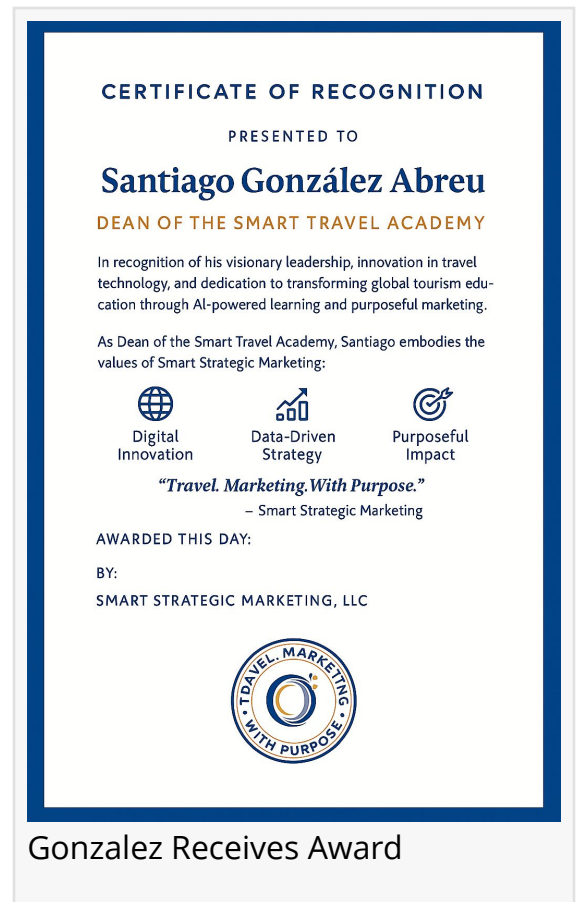 CERTIFICATE OF RECOGNITION
PRESENTED TO
Santiago González Abreu
DEAN OF THE SMART TRAVEL ACADEMY
In recognition of his visionary leadership, innovation in travel
technology, and dedication to transforming global tourism edu-
cation through AI-powered learning and purposeful marketing.
As Dean of the Smart Travel Academy, Santiago embodies the
values of Smart Strategic Marketing:
Digital
Innovation
Data-Driven
Strategy
Purposeful
Impact
“Travel. Marketing.With Purpose.”
– Smart Strategic Marketing
AWARDED THIS DAY:
BY:
SMART STRATEGIC MARKETING, LLC
TDAVEL. MARKETTNG
• WITH PURPOSE •
Gonzalez Receives Award